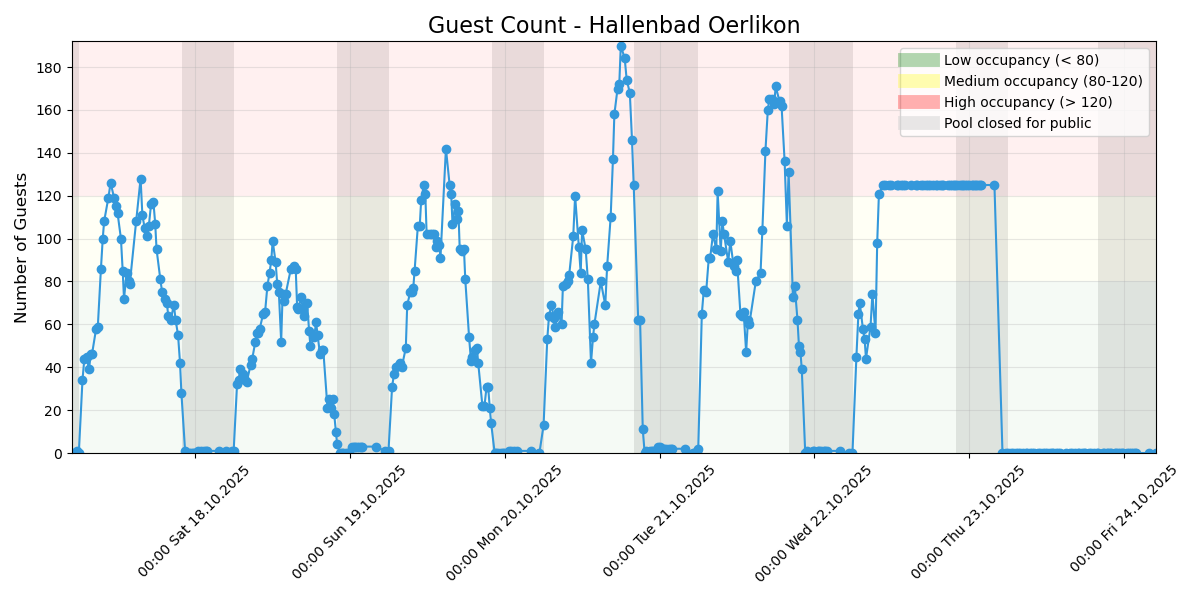 Guest Count - Hallenbad Oerlikon
Number of Guests
180
160
140
120
100
80
60
40
20
0
Low occupancy (< 80)
Medium occupancy (80-120)
High occupancy (> 120)
Pool closed for public
00:00 Sat 18.10.2025
00:00 Sun 19.10.2025
00:00 Mon 20.10.2025
00:00 Tue 21.10.2025
00:00 Wed 22.10.2025
00:00 Thu 23.10.2025
00:00 Fri 24.10.2025